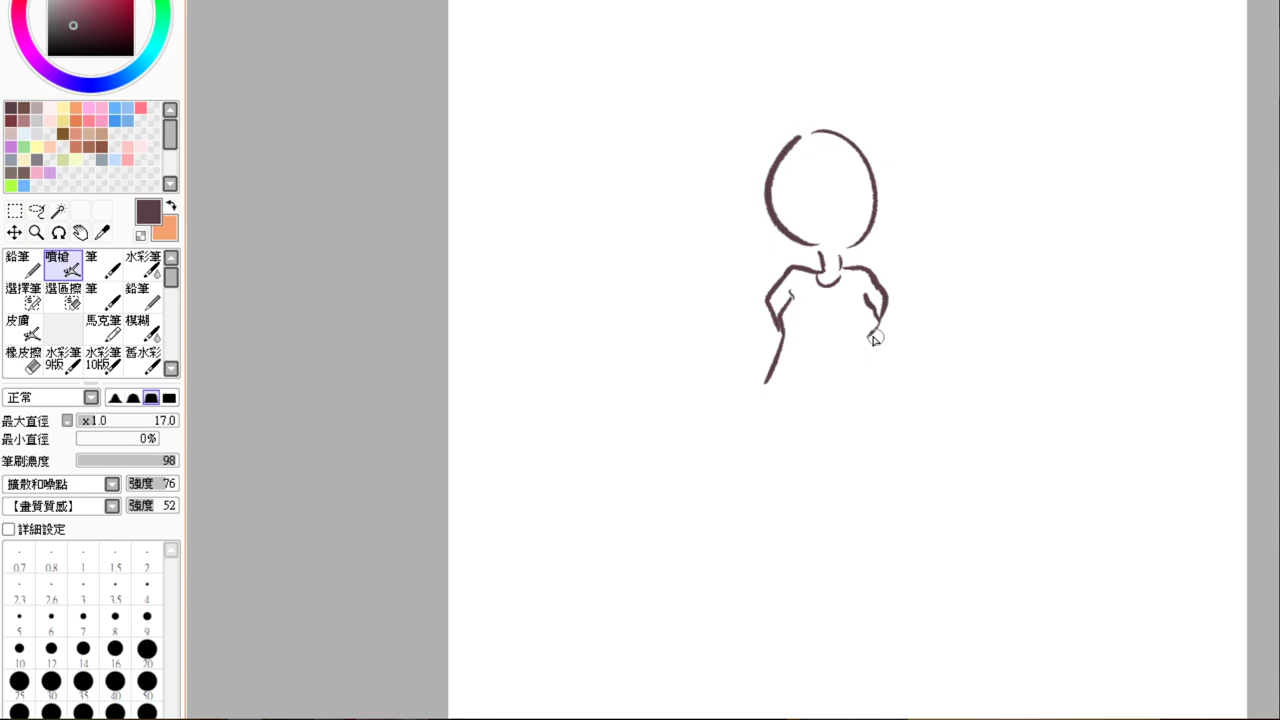 鉛筆 噴槍 筆 水彩筆
選擇筆 選區擦 筆 鉛筆
皮膚 馬克筆 模糊
橡皮擦 水彩筆 水彩筆 舊水彩
9版 10版
正常
最大直徑 x1.0 17.0
最小直徑 0%
筆刷濃度 98
擴散和噪點 強度 76
【畫質質感】 強度 52
詳細設定
0.7 0.8 1 1.5 2
2.3 2.6 3 3.5 4
5 6 7 8 9
10 12 14 16 20
25 30 35 40 50